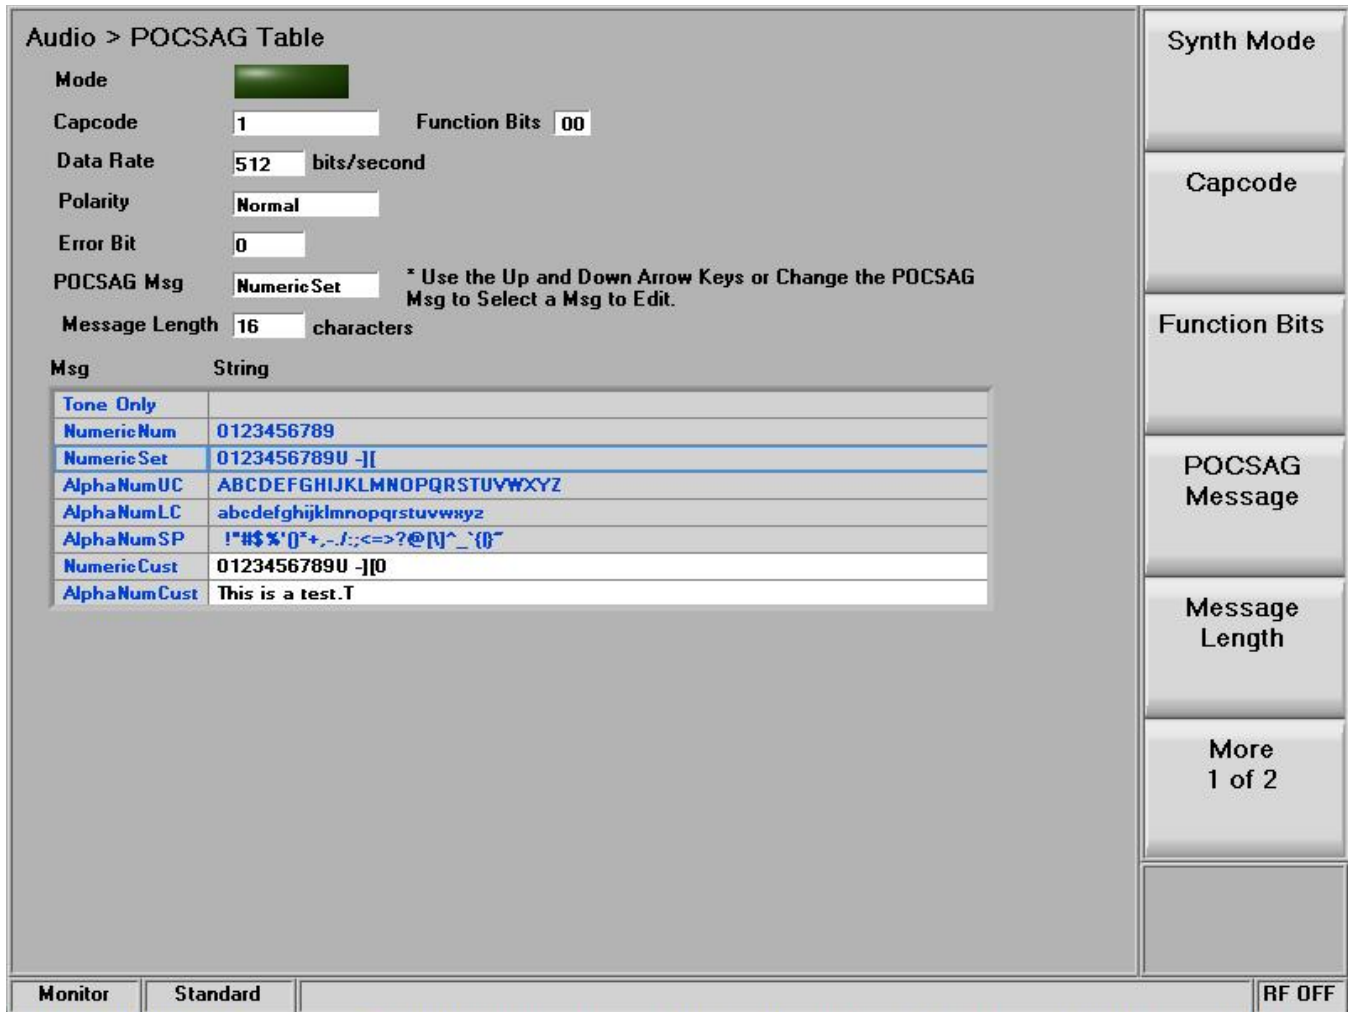 Audio > POCSAG Table
Mode
Capcode 1 Function Bits 00
Data Rate 512 bits/second
Polarity Normal
Error Bit 0
POCSAG Msg NumericSet * Use the Up and Down Arrow Keys or Change the POCSAG
Msg to Select a Msg to Edit.
Message Length 16 characters
Msg String
Tone Only
NumericNum 0123456789
NumericSet 0123456789U -][
AlphaNumUC ABCDEFGHIJKLMNOPQRSTUVWXYZ
AlphaNumLC abcdefghijklmnopqrstuvwxyz
AlphaNumSP !"#$%'()*+,-./:;<=>?@[\]^_`{|}~
NumericCust 0123456789U -][0
AlphaNumCust This is a test.T
Synth Mode
Capcode
Function Bits
POCSAG
Message
Message
Length
More
1 of 2
Monitor Standard RF OFF